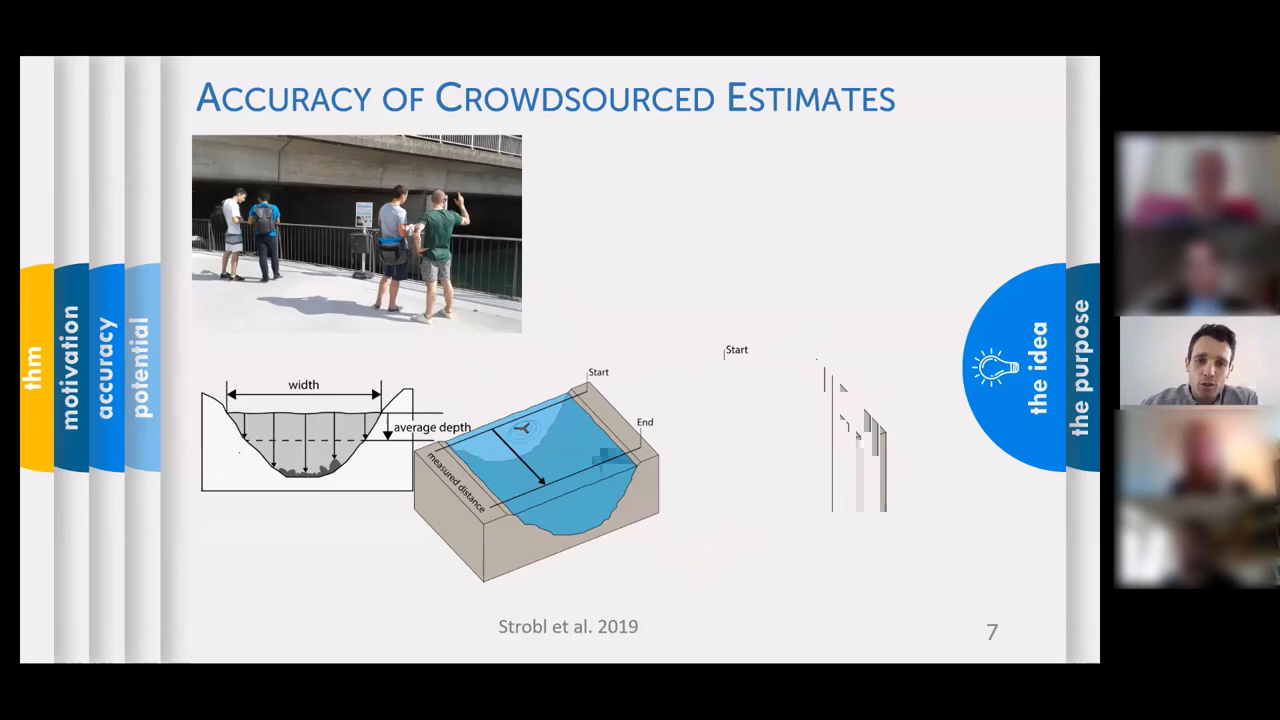 ACCURACY OF CROWDSOURCED ESTIMATES
thm
motivation
accuracy
potential
width
average depth
Start
End
measured distance
Start
the idea
the purpose
Strobl et al. 2019
7